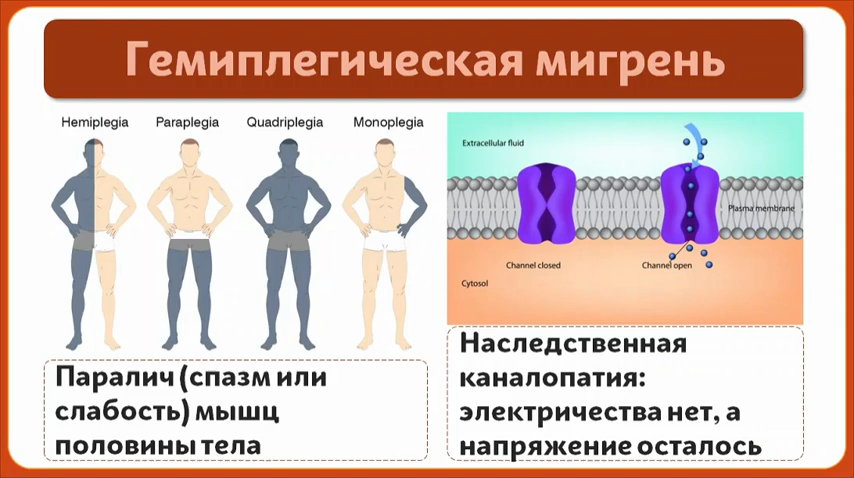 Гемиплегическая мигрень
Hemiplegia
Paraplegia
Quadriplegia
Monoplegia
Extracellular fluid
Plasma membrane
Channel closed
Channel open
Cytosol
Паралич (спазм или
слабость) мышц
половины тела
Наследственная
каналопатия:
электричества нет, а
напряжение осталось